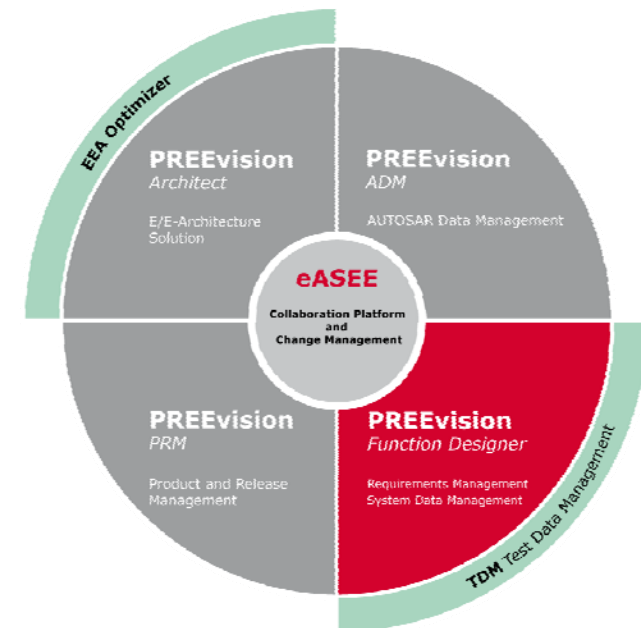 EEA Optimizer
PREEvision
Architect
E/E-Architecture
Solution
PREEvision
ADM
AUTOSAR Data Management
eASEE
Collaboration Platform
and
Change Management
PREEvision
PRM
Product and Release
Management
PREEvision
Function Designer
Requirements Management
System Data Management
TDM Test Data Management